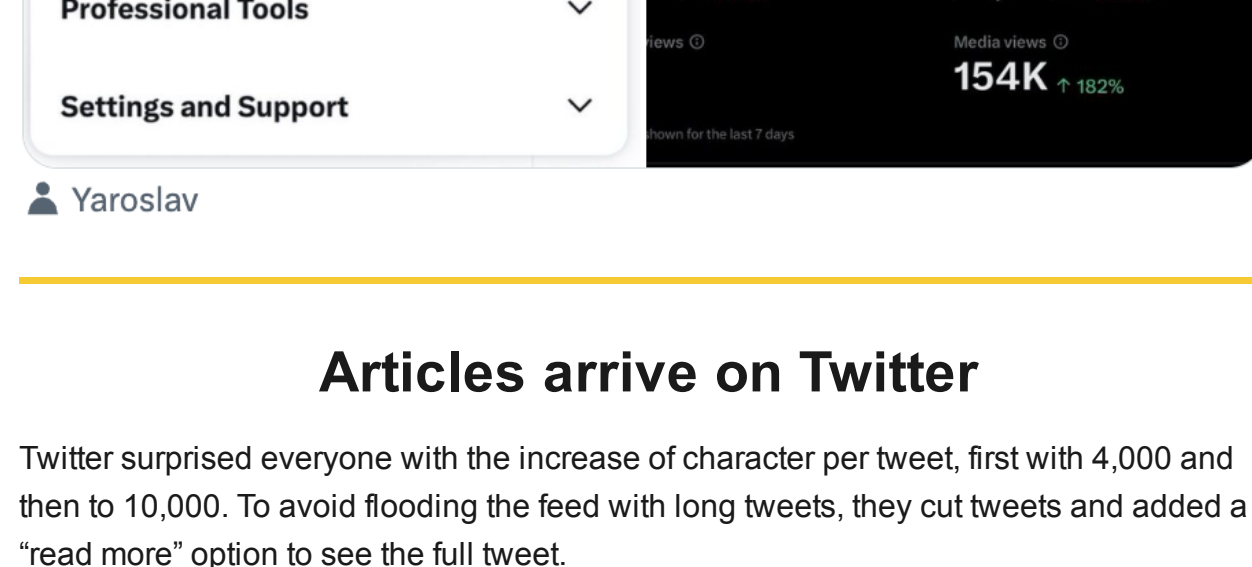 Professional Tools
Settings and Support
iews
Media views
154K ↑ 182%
shown for the last 7 days
Yaroslav
Articles arrive on Twitter
Twitter surprised everyone with the increase of character per tweet, first with 4,000 and
then to 10,000. To avoid flooding the feed with long tweets, they cut tweets and added a
“read more” option to see the full tweet.